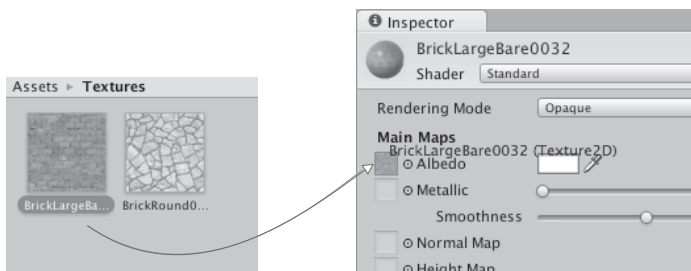 Assets ▸ Textures
BrickLargeBa...
BrickRound0...
Inspector
BrickLargeBare0032
Shader Standard
Rendering Mode Opaque
Main Maps
BrickLargeBare0032 (Texture2D)
Albedo
Metallic
Smoothness
Normal Map
Height Map